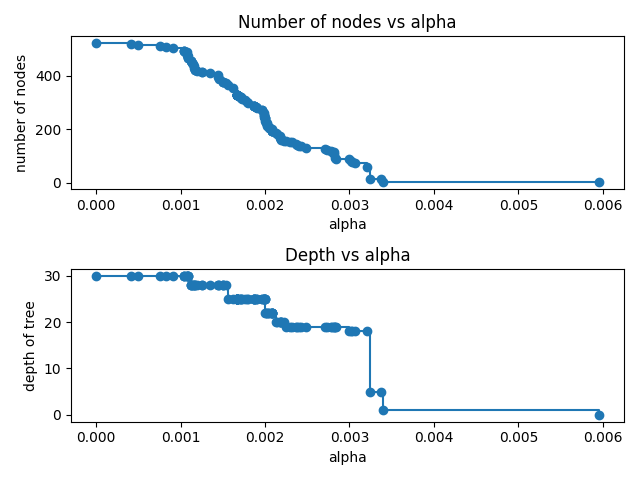 Number of nodes vs alpha
number of nodes
400
200
0
0.000 0.001 0.002 0.003 0.004 0.005 0.006
alpha
Depth vs alpha
depth of tree
30
20
10
0
0.000 0.001 0.002 0.003 0.004 0.005 0.006
alpha